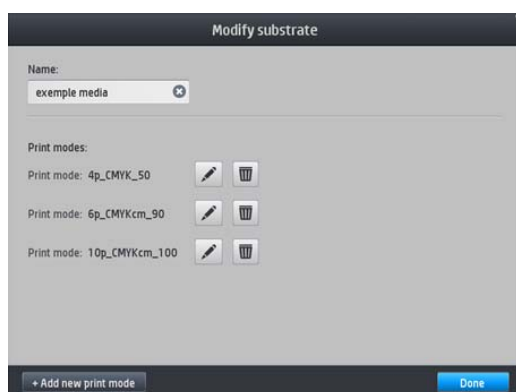 Modify substrate
Name:
exemple media
Print modes:
Print mode: 4p_CMYK_50
Print mode: 6p_CMYKcm_90
Print mode: 10p_CMYKcm_100
+ Add new print mode
Done